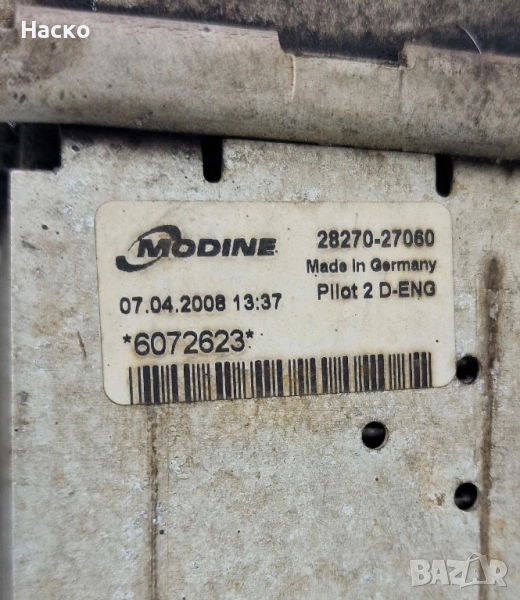 Наско
MODINE
28270-27060
Made in Germany
07.04.2008 13:37
Pilot 2 D-ENG
*6072623*
BAZAR